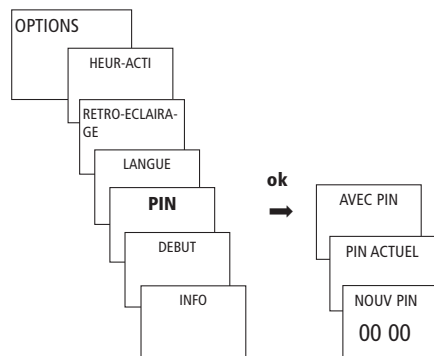 OPTIONS
HEUR-ACTI
RETRO-ECLAIRA-
GE
LANGUE
PIN
DEBUT
INFO
ok
AVEC PIN
PIN ACTUEL
NOUV PIN
00 00